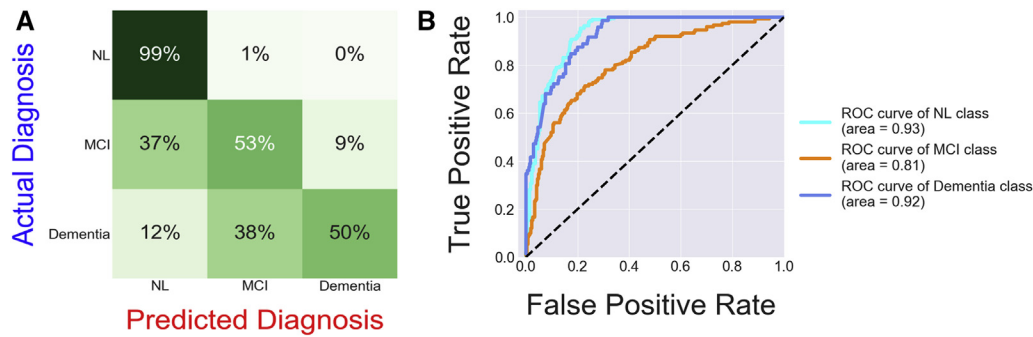 A
Actual Diagnosis
NL
99%
1%
0%
MCI
37%
53%
9%
Dementia
12%
38%
50%
NL
MCI
Dementia
Predicted Diagnosis
B
True Positive Rate
1.0
0.8
0.6
0.4
0.2
0.0
0.0
0.2
0.4
0.6
0.8
1.0
False Positive Rate
ROC curve of NL class
(area = 0.93)
ROC curve of MCI class
(area = 0.81)
ROC curve of Dementia class
(area = 0.92)